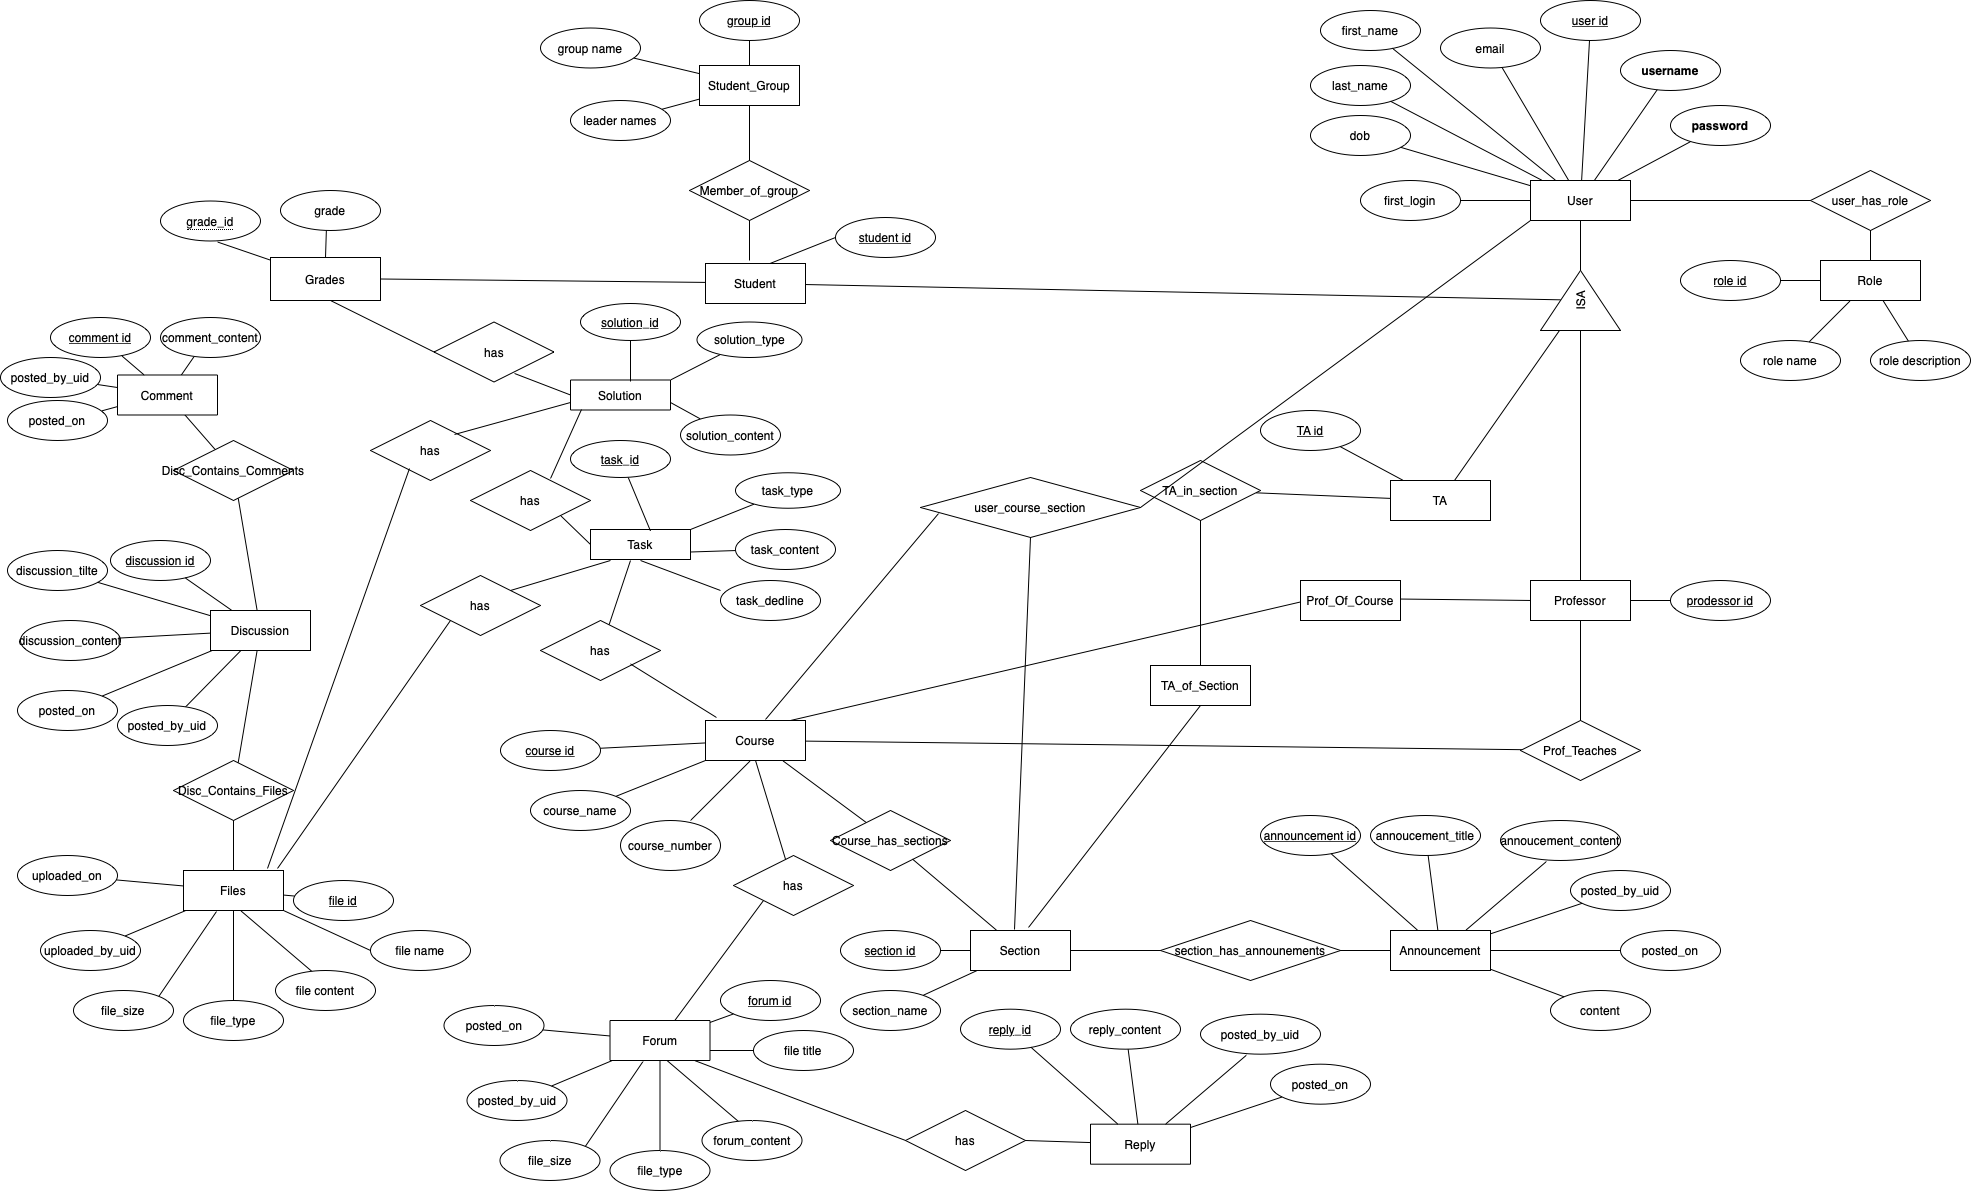 group id
first_name
user id
group name
email
username
Student_Group
last_name
leader names
password
dob
Member_of_group
User
first_login
user_has_role
grade
grade_id
student id
Grades
Student
ISA
role id
Role
solution_id
comment id
comment_content
solution_type
has
role name
role description
posted_by_uid
Comment
Solution
posted_on
TA id
solution_content
has
Disc_Contains_Comments
task_id
task_type
TA_in_section
has
TA
user_course_section
Task
task_content
discussion id
discussion_tilte
task_dedline
Prof_Of_Course
Professor
prodessor id
has
Discussion
discussion_content
has
TA_of_Section
posted_on
posted_by_uid
Course
course id
Prof_Teaches
Disc_Contains_Files
course_name
course_number
Course_has_sections
announcement id
annoucement_title
annoucement_content
uploaded_on
has
Files
posted_by_uid
file id
uploaded_by_uid
file name
section id
Section
section_has_announements
Announcement
posted_on
file content
file_size
file_type
section_name
content
forum id
posted_on
reply_id
reply_content
posted_by_uid
Forum
file title
posted_on
posted_by_uid
forum_content
has
Reply
file_size
file_type